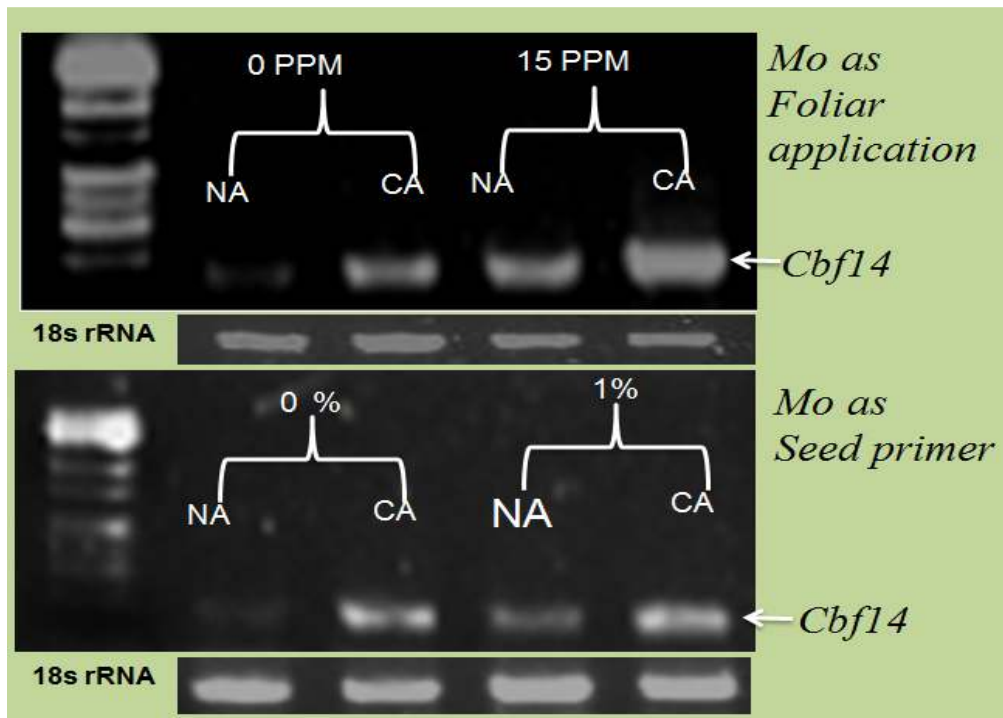 0 PPM
15 PPM
Mo as
Foliar
application
NA
CA
NA
CA
Cbf14
18s rRNA
0 %
1%
Mo as
Seed primer
NA
CA
NA
CA
Cbf14
18s rRNA